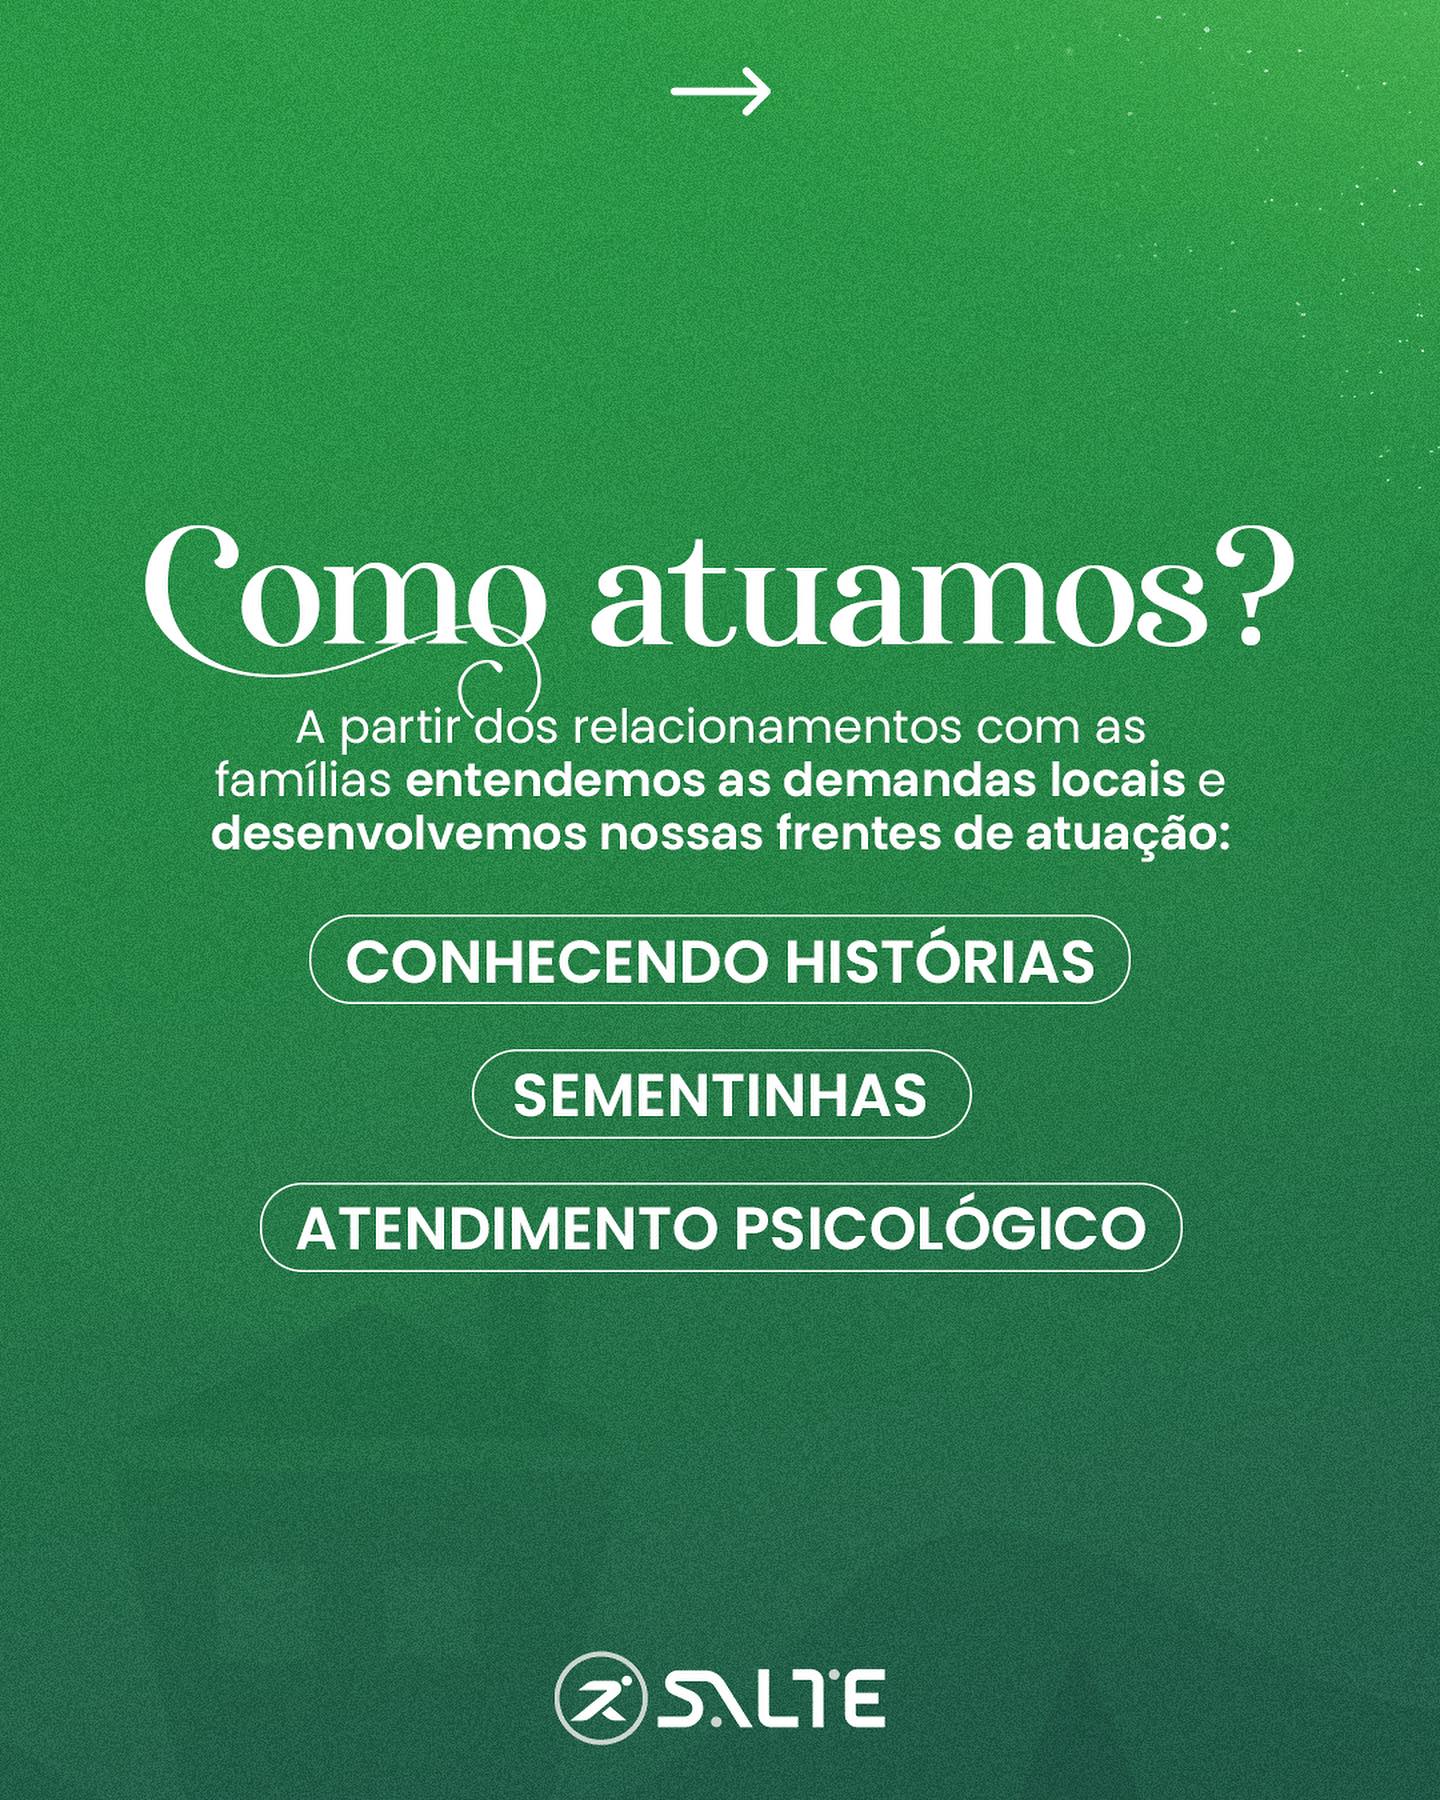 Como atuamos?
A partir dos relacionamentos com as
famílias entendemos as demandas locais e
desenvolvemos nossas frentes de atuação:
CONHECENDO HISTÓRIAS
SEMENTINHAS
ATENDIMENTO PSICOLÓGICO
SALTE